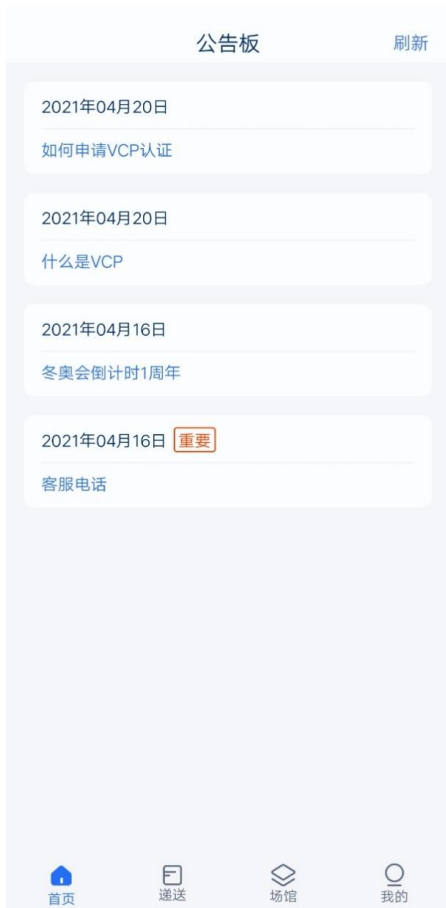 公告板 刷新
2021年04月20日
如何申请VCP认证
2021年04月20日
什么是VCP
2021年04月16日
冬奥会倒计时1周年
2021年04月16日 重要
客服电话
首页 递送 场馆 我的